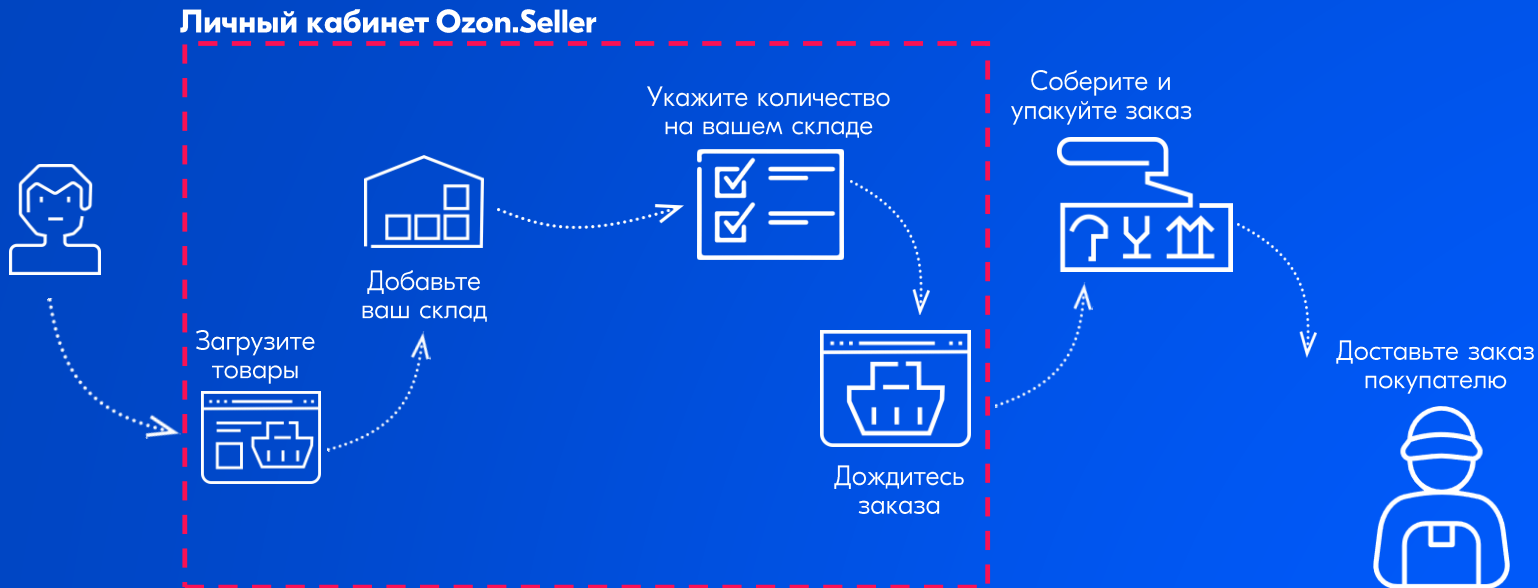 Личный кабинет Ozon.Seller
Загрузите
товары
Добавьте
ваш склад
Укажите количество
на вашем складе
Дождитесь
заказа
Соберите и
упакуйте заказ
Доставьте заказ
покупателю